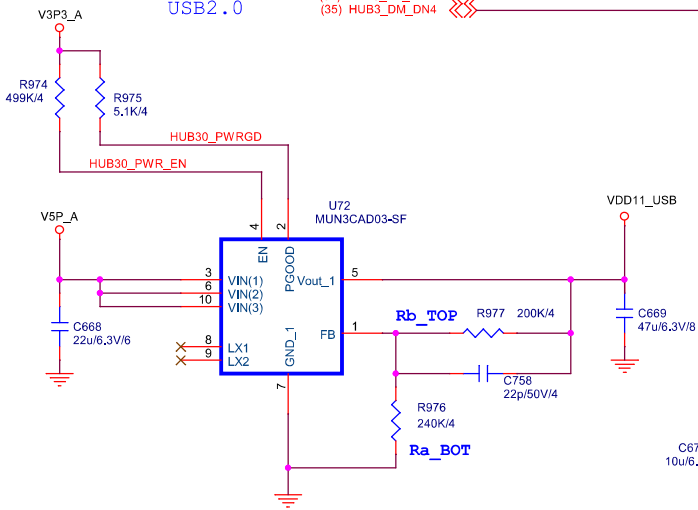 USB2.0
(35) HUB3_DM_DN4
V3P3_A
R974
499K/4
R975
5.1K/4
HUB30_PWRGD
HUB30_PWR_EN
V5P_A
U72
MUN3CAD03-SF
VDD11_USB
4
2
EN
PGOOD
3
VIN(1)
Vout_1
5
6
VIN(2)
10
VIN(3)
C668
22u/6.3V/6
C669
47u/6.3V/8
Rb_TOP
R977
200K/4
FB
1
8
LX1
9
LX2
GND_1
7
C758
22p/50V/4
R976
240K/4
Ra_BOT
C67
10u/6.